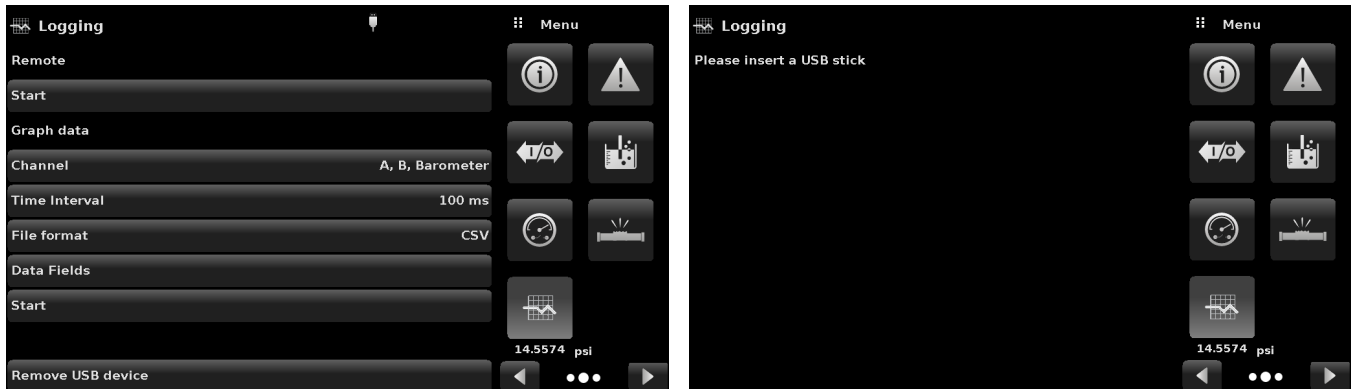 Logging
Menu
Remote
Start
Graph data
Channel A, B, Barometer
I/O
Time Interval 100 ms
File format CSV
Data Fields
Start
14.5574 psi
Remove USB device
Logging
Menu
Please insert a USB stick
I/O
14.5574 psi